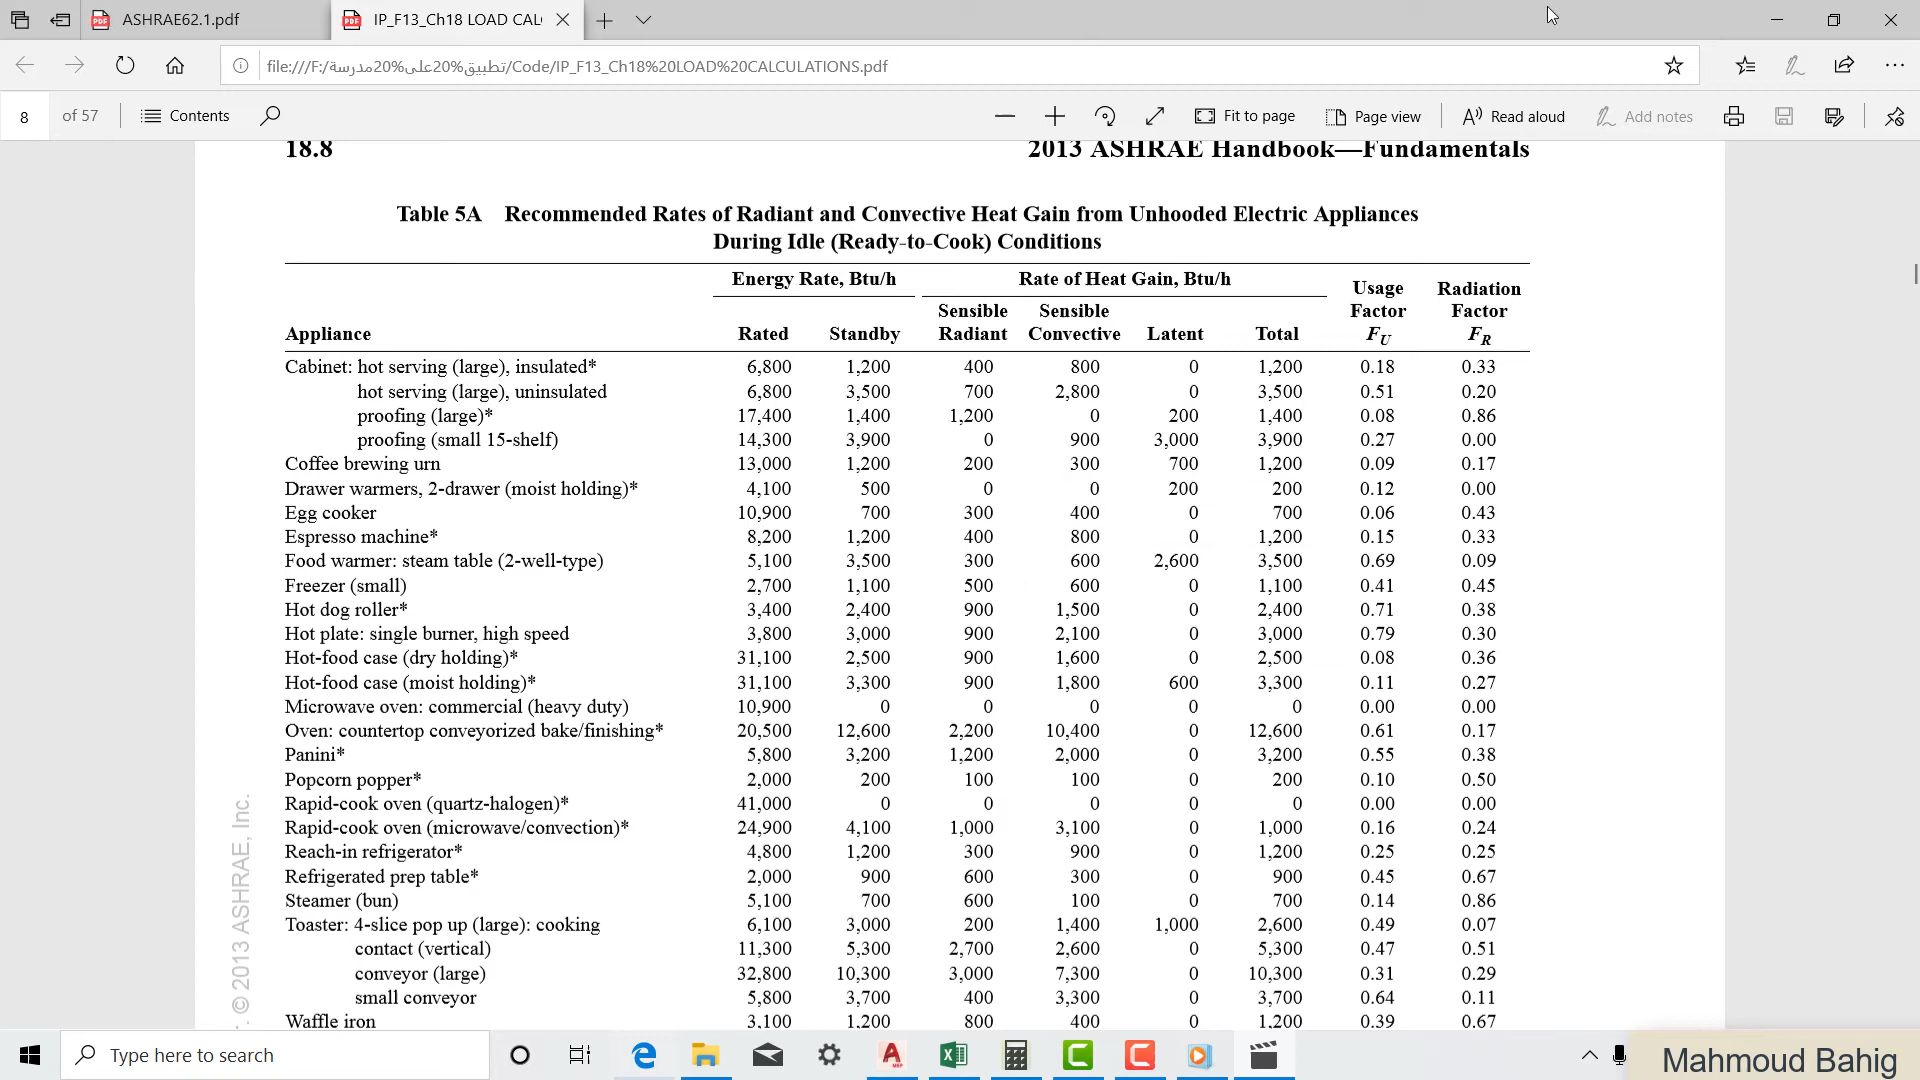 ASHRAE62.1.pdf
IP_F13_Ch18 LOAD CAL
file:///F:/تطبيق%20على%20مدرسة/Code/IP_F13_Ch18%20LOAD%20CALCULATIONS.pdf
8 of 57 Contents Fit to page Page view Read aloud Add notes
18.8 2013 ASHRAE Handbook—Fundamentals
Table 5A Recommended Rates of Radiant and Convective Heat Gain from Unhooded Electric Appliances
During Idle (Ready-to-Cook) Conditions
Energy Rate, Btu/h Rate of Heat Gain, Btu/h
Usage Radiation
Sensible Sensible Factor Factor
Appliance Rated Standby Radiant Convective Latent Total FU FR
Cabinet: hot serving (large), insulated* 6,800 1,200 400 800 0 1,200 0.18 0.33
hot serving (large), uninsulated 6,800 3,500 700 2,800 0 3,500 0.51 0.20
proofing (large)* 17,400 1,400 1,200 0 200 1,400 0.08 0.86
proofing (small 15-shelf) 14,300 3,900 0 900 3,000 3,900 0.27 0.00
Coffee brewing urn 13,000 1,200 200 300 700 1,200 0.09 0.17
Drawer warmers, 2-drawer (moist holding)* 4,100 500 0 0 200 200 0.12 0.00
Egg cooker 10,900 700 300 400 0 700 0.06 0.43
Espresso machine* 8,200 1,200 400 800 0 1,200 0.15 0.33
Food warmer: steam table (2-well-type) 5,100 3,500 300 600 2,600 3,500 0.69 0.09
Freezer (small) 2,700 1,100 500 600 0 1,100 0.41 0.45
Hot dog roller* 3,400 2,400 900 1,500 0 2,400 0.71 0.38
Hot plate: single burner, high speed 3,800 3,000 900 2,100 0 3,000 0.79 0.30
Hot-food case (dry holding)* 31,100 2,500 900 1,600 0 2,500 0.08 0.36
Hot-food case (moist holding)* 31,100 3,300 900 1,800 600 3,300 0.11 0.27
Microwave oven: commercial (heavy duty) 10,900 0 0 0 0 0 0.00 0.00
Oven: countertop conveyorized bake/finishing* 20,500 12,600 2,200 10,400 0 12,600 0.61 0.17
Panini* 5,800 3,200 1,200 2,000 0 3,200 0.55 0.38
Popcorn popper* 2,000 200 100 100 0 200 0.10 0.50
Rapid-cook oven (quartz-halogen)* 41,000 0 0 0 0 0 0.00 0.00
Rapid-cook oven (microwave/convection)* 24,900 4,100 1,000 3,100 0 1,000 0.16 0.24
Reach-in refrigerator* 4,800 1,200 300 900 0 1,200 0.25 0.25
Refrigerated prep table* 2,000 900 600 300 0 900 0.45 0.67
Steamer (bun) 5,100 700 600 100 0 700 0.14 0.86
Toaster: 4-slice pop up (large): cooking 6,100 3,000 200 1,400 1,000 2,600 0.49 0.07
contact (vertical) 11,300 5,300 2,700 2,600 0 5,300 0.47 0.51
conveyor (large) 32,800 10,300 3,000 7,300 0 10,300 0.31 0.29
small conveyor 5,800 3,700 400 3,300 0 3,700 0.64 0.11
Waffle iron 3,100 1,200 800 400 0 1,200 0.39 0.67
. © 2013 ASHRAE, Inc.
Type here to search
Mahmoud Bahig